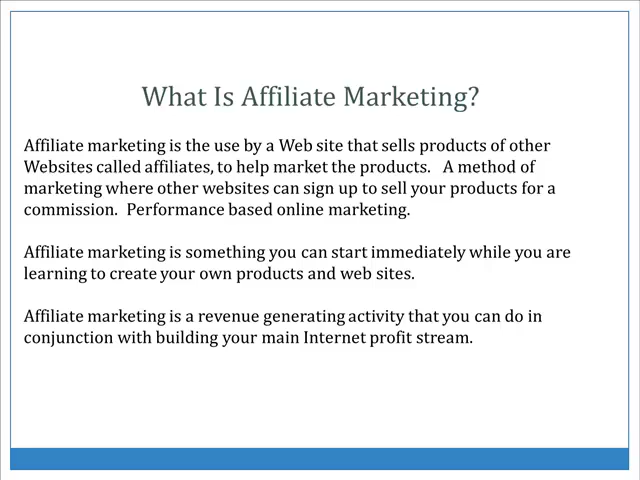 What Is Affiliate Marketing?
Affiliate marketing is the use by a Web site that sells products of other
Websites called affiliates, to help market the products.   A method of
marketing where other websites can sign up to sell your products for a
commission.  Performance based online marketing.
Affiliate marketing is something you can start immediately while you are
learning to create your own products and web sites.
Affiliate marketing is a revenue generating activity that you can do in
conjunction with building your main Internet profit stream.